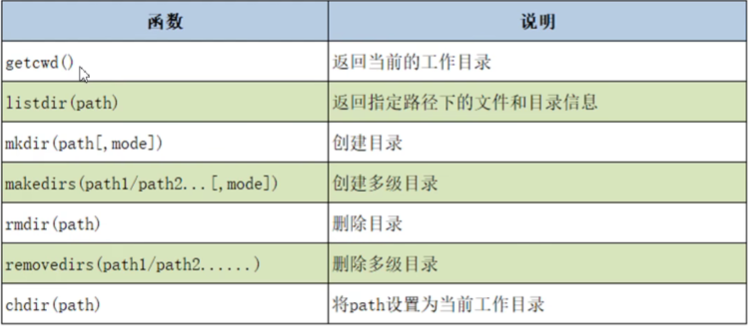 函数 说明
getcwd() 返回当前的工作目录
listdir(path) 返回指定路径下的文件和目录信息
mkdir(path[,mode]) 创建目录
makedirs(path1/path2...[,mode]) 创建多级目录
rmdir(path) 删除目录
removedirs(path1/path2......) 删除多级目录
chdir(path) 将path设置为当前工作目录